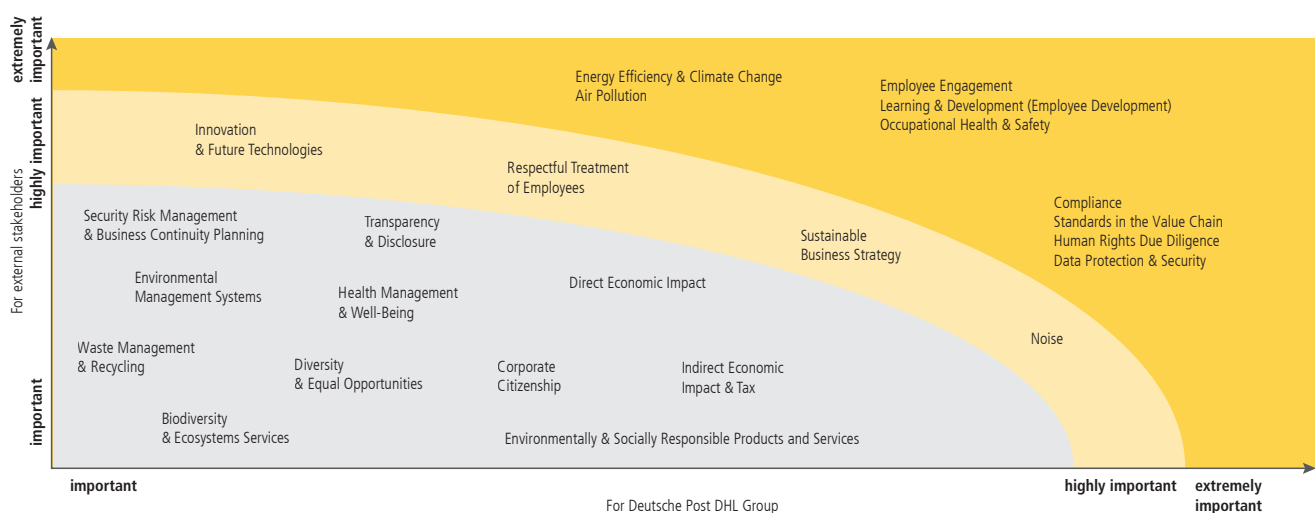 extremely
important
highly important
important
For external stakeholders
Energy Efficiency & Climate Change
Air Pollution
Employee Engagement
Learning & Development (Employee Development)
Occupational Health & Safety
Innovation
& Future Technologies
Respectful Treatment
of Employees
Compliance
Standards in the Value Chain
Human Rights Due Diligence
Data Protection & Security
Security Risk Management
& Business Continuity Planning
Transparency
& Disclosure
Sustainable
Business Strategy
Environmental
Management Systems
Health Management
& Well-Being
Direct Economic Impact
Noise
Waste Management
& Recycling
Diversity
& Equal Opportunities
Corporate
Citizenship
Indirect Economic
Impact & Tax
Biodiversity
& Ecosystems Services
Environmentally & Socially Responsible Products and Services
important
highly important
extremely
important
For Deutsche Post DHL Group